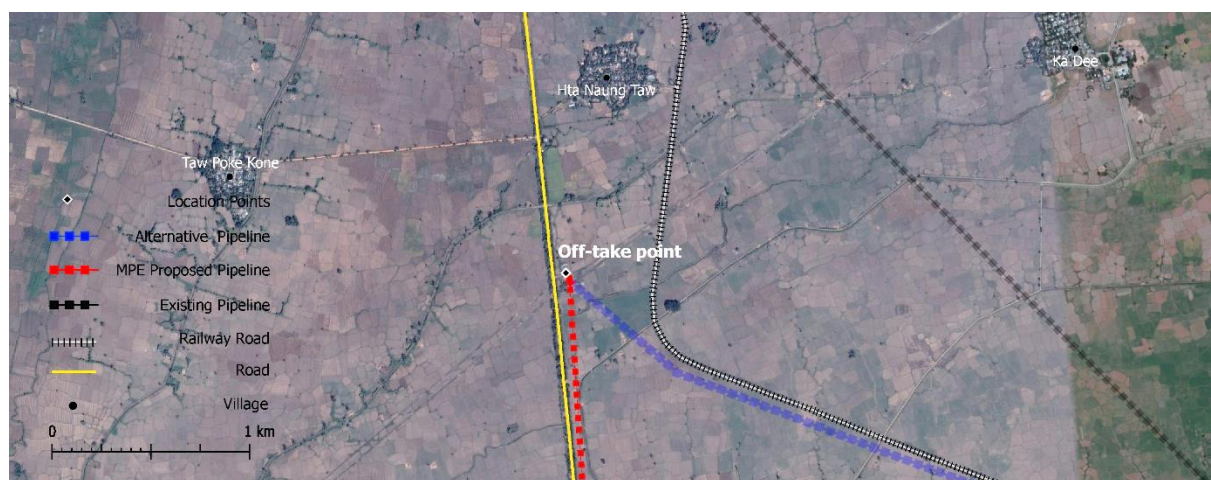 Hta Naung Taw
Ka Dee
Taw Poke Kone
Location Points
Off-take point
Alternative Pipeline
MPE Proposed Pipeline
Existing Pipeline
Railway Road
Road
Village
0 1 km